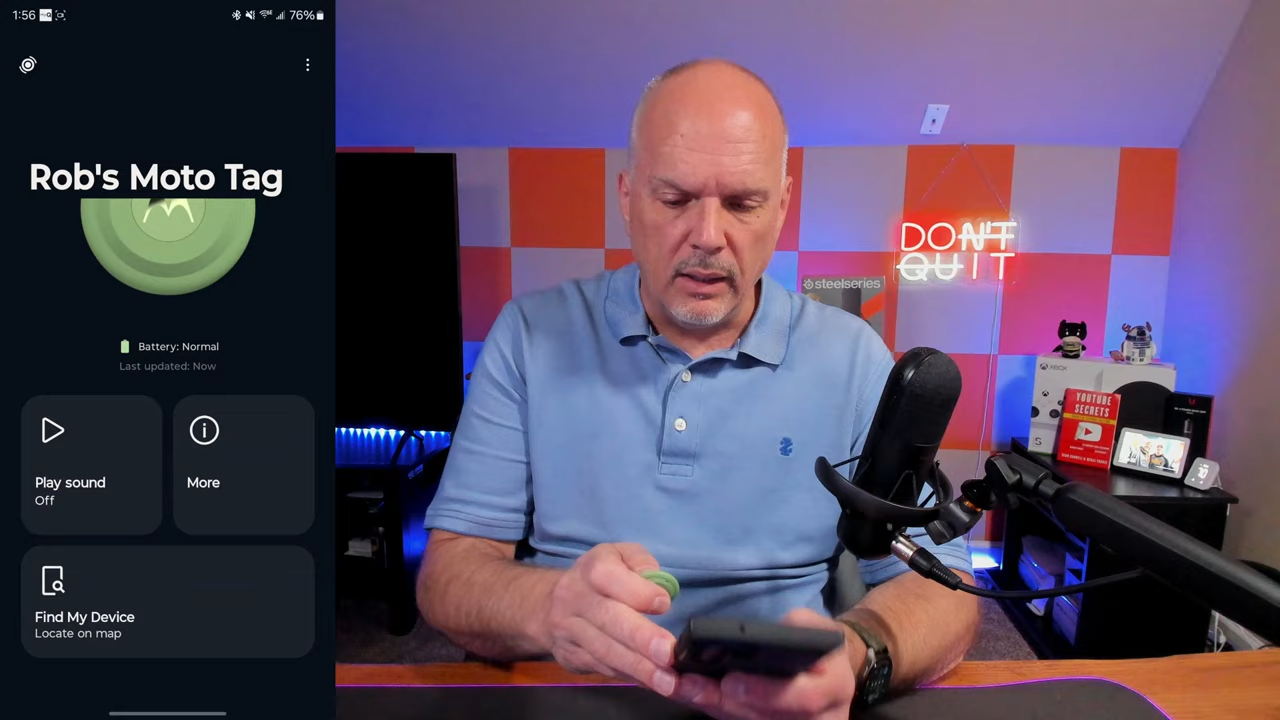 1:56
76%
Rob's Moto Tag
Battery: Normal
Last updated: Now
Play sound
Off
More
Find My Device
Locate on map
DON'T
QUIT
steelseries
XBOX
S
YOUTUBE
SECRETS